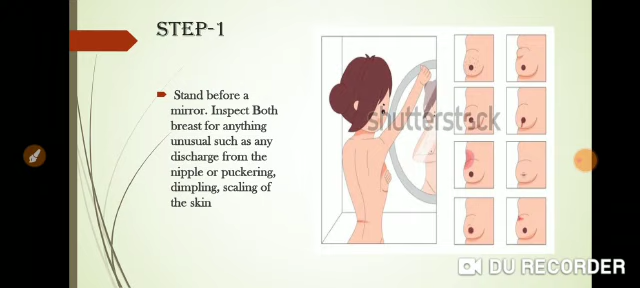 STEP-1
Stand before a
mirror. Inspect Both
breast for anything
unusual such as any
discharge from the
nipple or puckering,
dimpling, scaling of
the skin
shutterstock
DU RECORDER